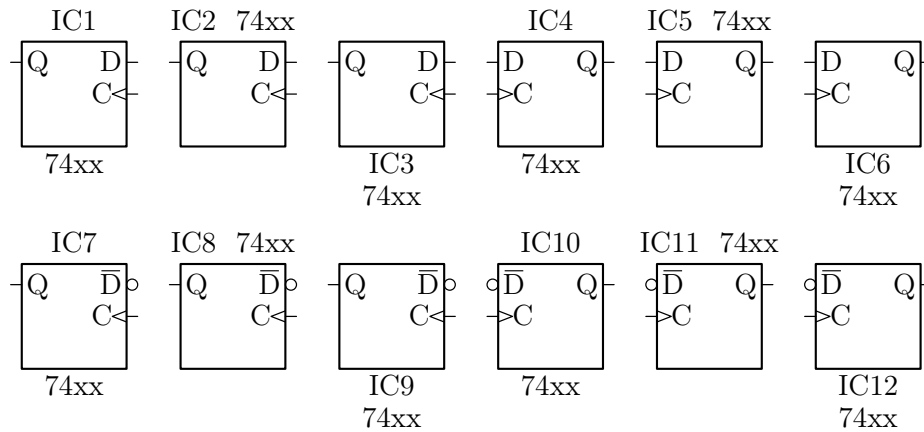 IC1 IC2 74xx IC4 IC5 74xx
Q D Q D Q D D Q D Q D Q
C C C C C C
74xx IC3 74xx IC6
74xx 74xx
IC7 IC8 74xx IC10 IC11 74xx
Q D̅ Q D̅ Q D̅ D̅ Q D̅ Q D̅ Q
C C C C C C
74xx IC9 74xx IC12
74xx 74xx